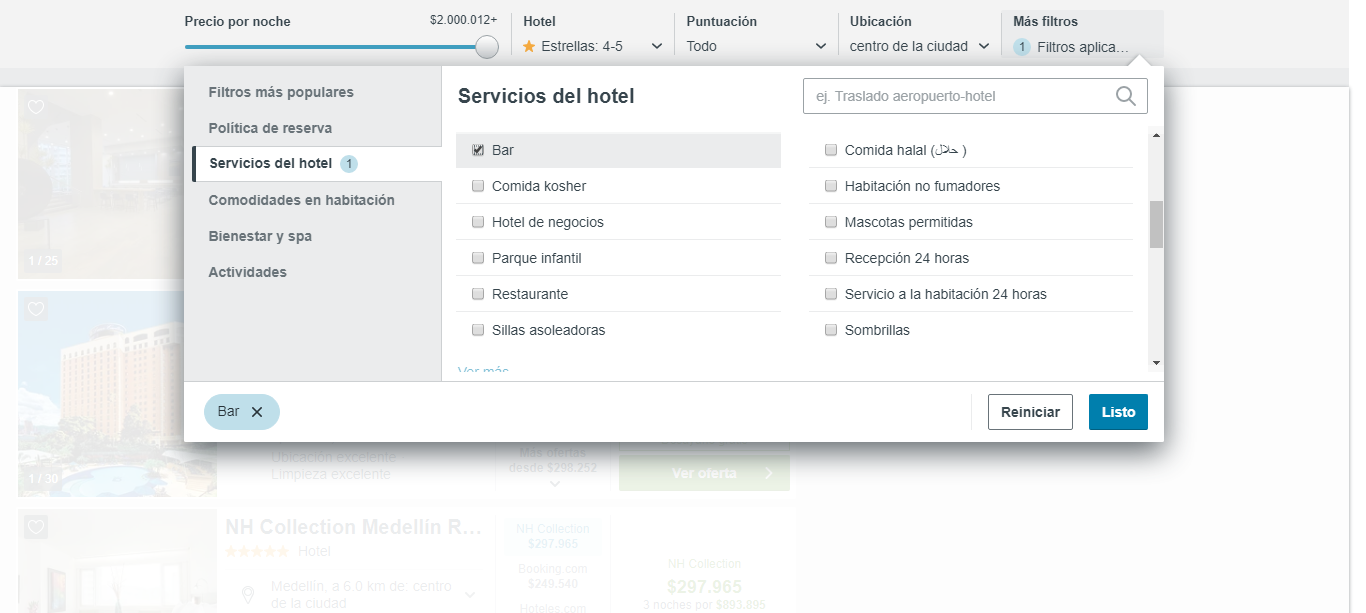 Precio por noche
$2.000.012+
Hotel
Estrellas: 4-5
Puntuación
Todo
Ubicación
centro de la ciudad
Más filtros
1 Filtros aplica...
Filtros más populares
Política de reserva
Servicios del hotel 1
Comodidades en habitación
Bienestar y spa
Actividades
Servicios del hotel
ej. Traslado aeropuerto-hotel
Bar
Comida halal (حلال )
Comida kosher
Habitación no fumadores
Hotel de negocios
Mascotas permitidas
Parque infantil
Recepción 24 horas
Restaurante
Servicio a la habitación 24 horas
Sillas asoleadoras
Sombrillas
Ver más
Bar
Reiniciar
Listo
1 / 25
1 / 30
Ubicación excelente
Limpieza excelente
Más ofertas
desde $298.252
Ver oferta
NH Collection Medellín R...
Hotel
Medellín, a 6.0 km de: centro
de la ciudad
NH Collection
$297.965
Booking.com
$249.540
Hoteles.com
NH Collection
$297.965
3 noches por $893.895